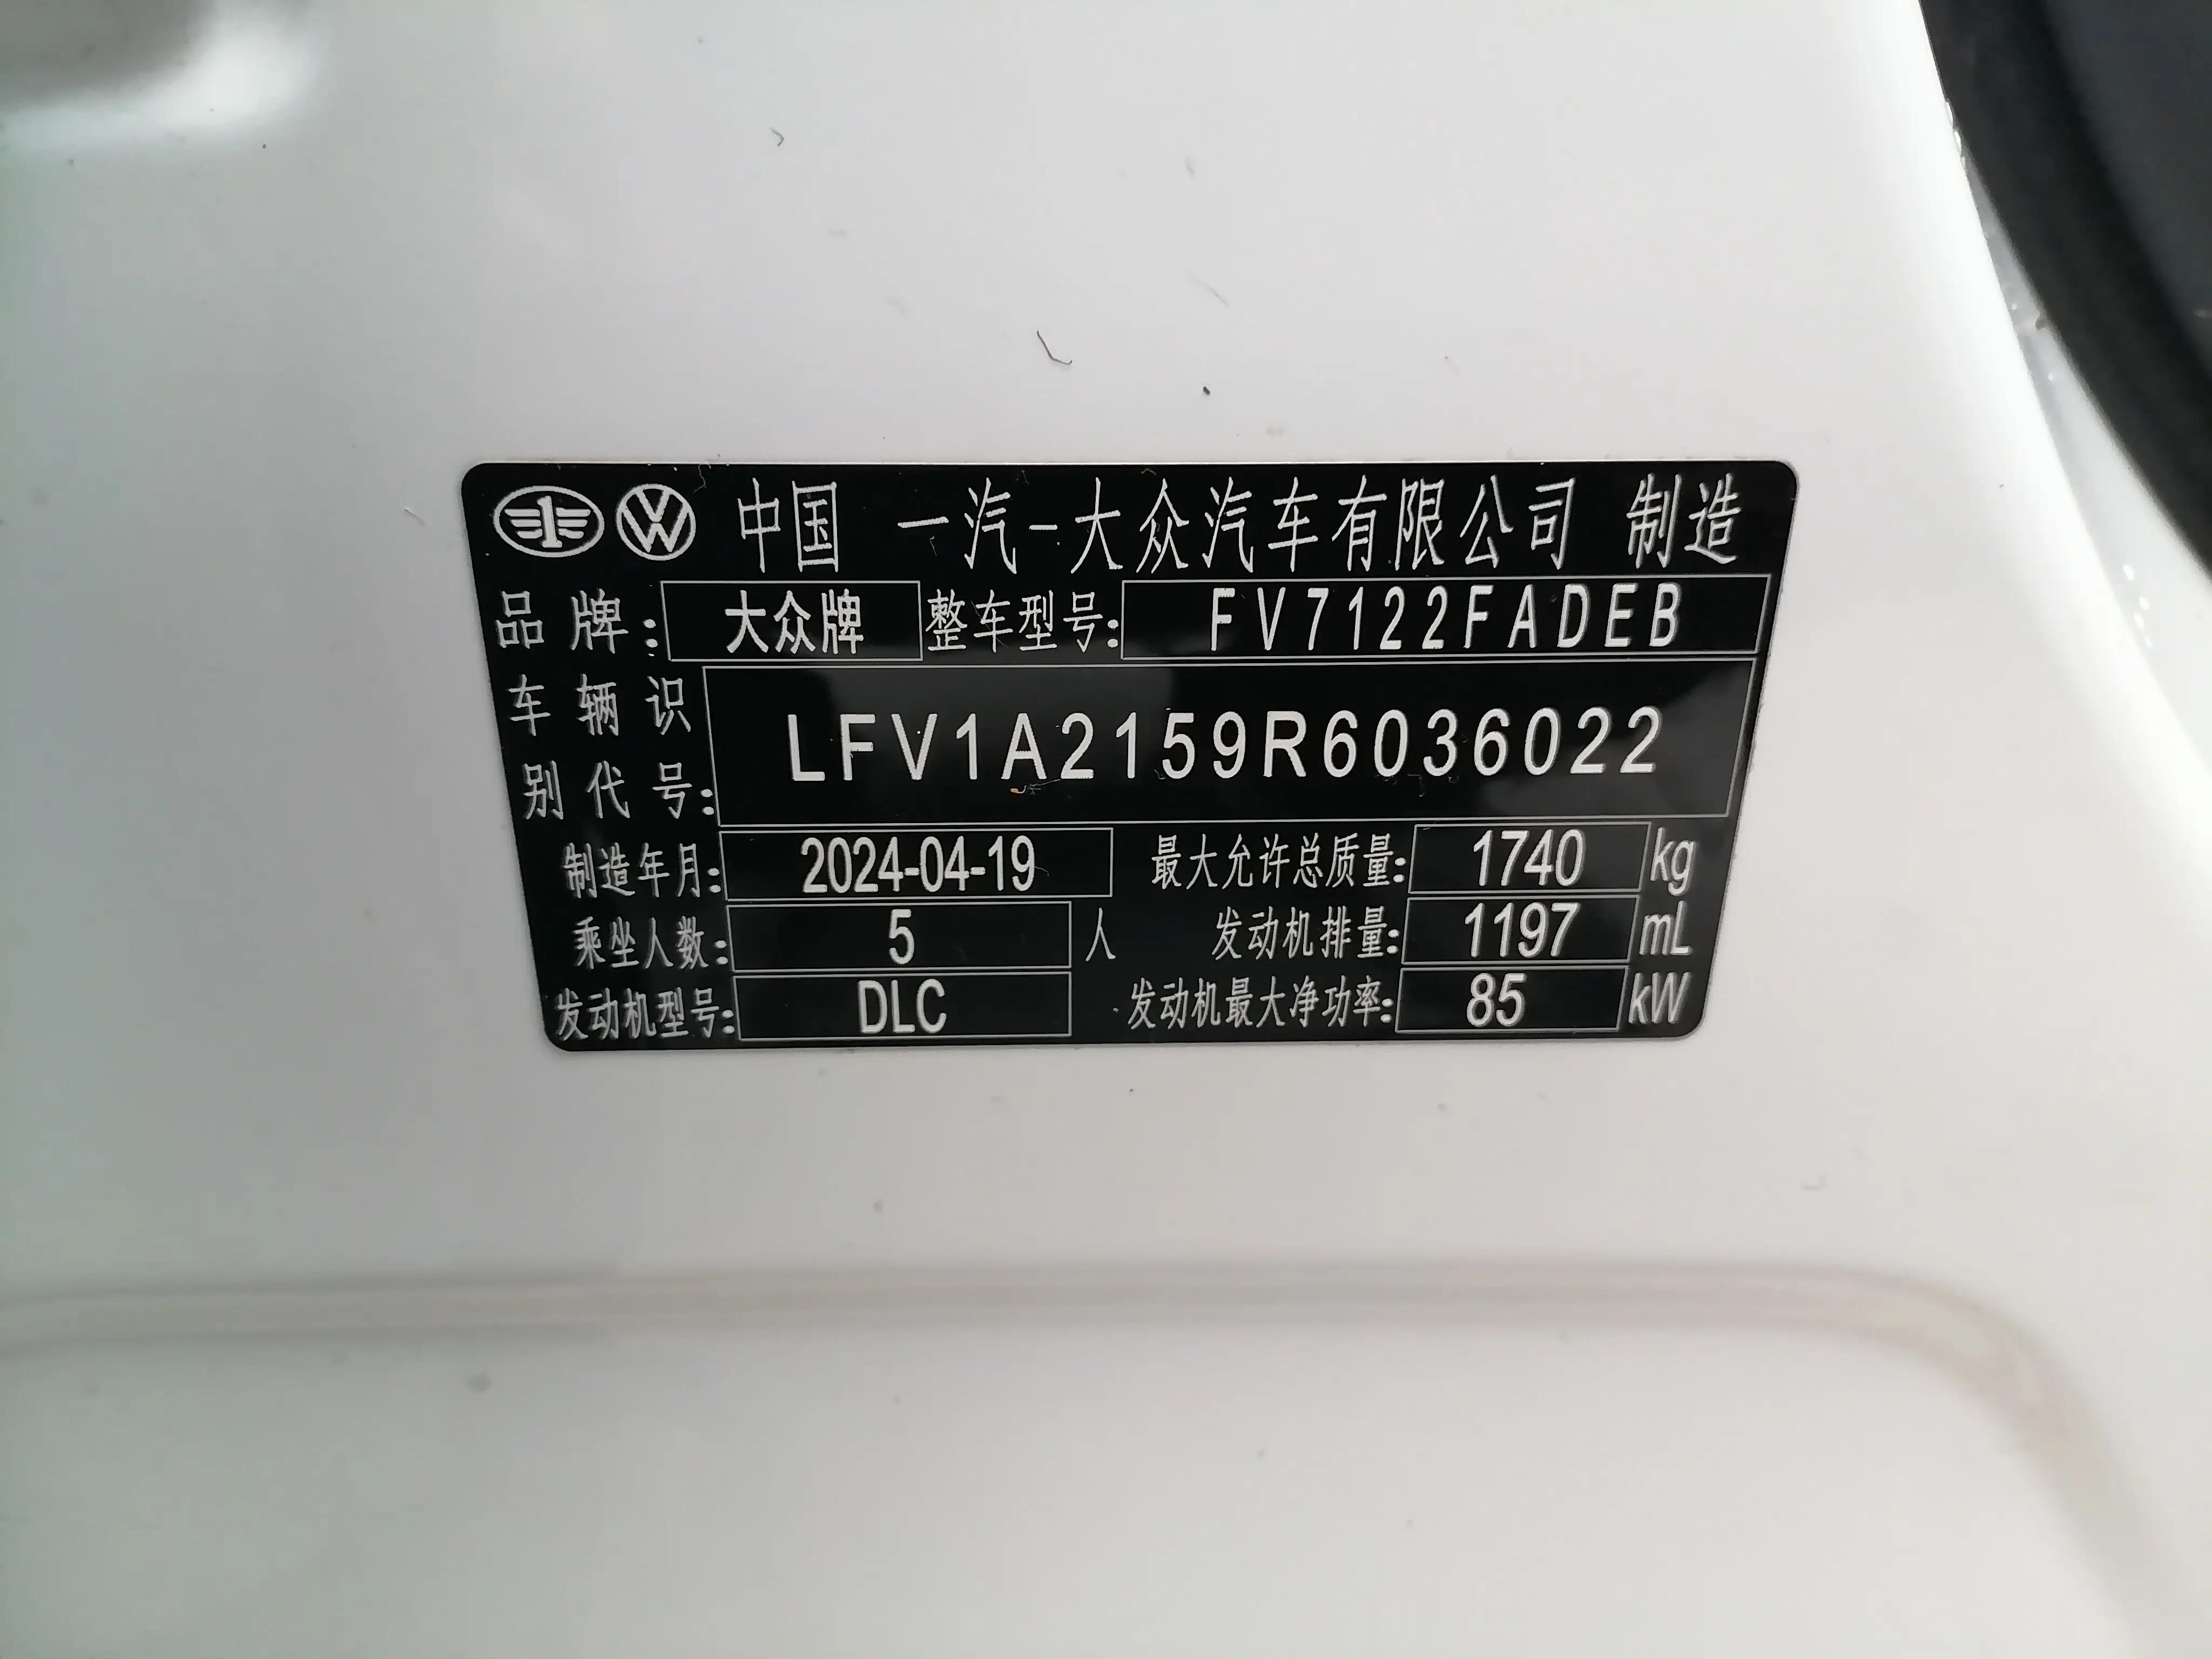 中国 一汽-大众汽车有限公司 制造
品牌: 大众牌 整车型号: FV7122FADEB
车辆识别代号: LFV1A2159R6036022
制造年月: 2024-04-19 最大允许总质量: 1740 kg
乘坐人数: 5 人 发动机排量: 1197 mL
发动机型号: DLC 发动机最大净功率: 85 kW